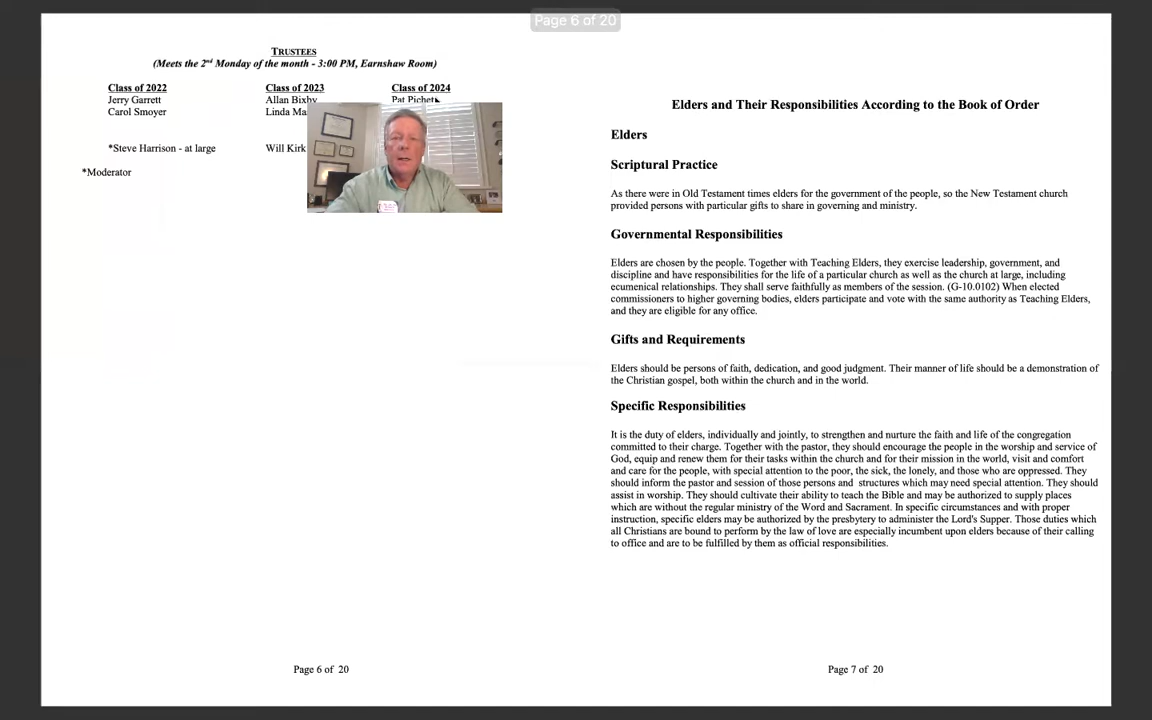 Page 6 of 20
TRUSTEES
(Meets the 2nd Monday of the month - 3:00 PM, Earnshaw Room)
Class of 2022 Class of 2023 Class of 2024
Jerry Garrett Allan Bixby Pat Pichet
Carol Smoyer Linda
*Steve Harrison - at large Will Kirk
*Moderator
Page 6 of 20
Elders and Their Responsibilities According to the Book of Order
Elders
Scriptural Practice
As there were in Old Testament times elders for the government of the people, so the New Testament church
provided persons with particular gifts to share in governing and ministry.
Governmental Responsibilities
Elders are chosen by the people. Together with Teaching Elders, they exercise leadership, government, and
discipline and have responsibilities for the life of a particular church as well as the church at large, including
ecumenical relationships. They shall serve faithfully as members of the session. (G-10.0102) When elected
commissioners to higher governing bodies, elders participate and vote with the same authority as Teaching Elders,
and they are eligible for any office.
Gifts and Requirements
Elders should be persons of faith, dedication, and good judgment. Their manner of life should be a demonstration of
the Christian gospel, both within the church and in the world.
Specific Responsibilities
It is the duty of elders, individually and jointly, to strengthen and nurture the faith and life of the congregation
committed to their charge. Together with the pastor, they should encourage the people in the worship and service of
God, equip and renew them for their tasks within the church and for their mission in the world, visit and comfort
and care for the people, with special attention to the poor, the sick, the lonely, and those who are oppressed. They
should inform the pastor and session of those persons and structures which may need special attention. They should
assist in worship. They should cultivate their ability to teach the Bible and may be authorized to supply places
which are without the regular ministry of the Word and Sacrament. In specific circumstances and with proper
instruction, specific elders may be authorized by the presbytery to administer the Lord's Supper. Those duties which
all Christians are bound to perform by the law of love are especially incumbent upon elders because of their calling
to office and are to be fulfilled by them as official responsibilities.
Page 7 of 20